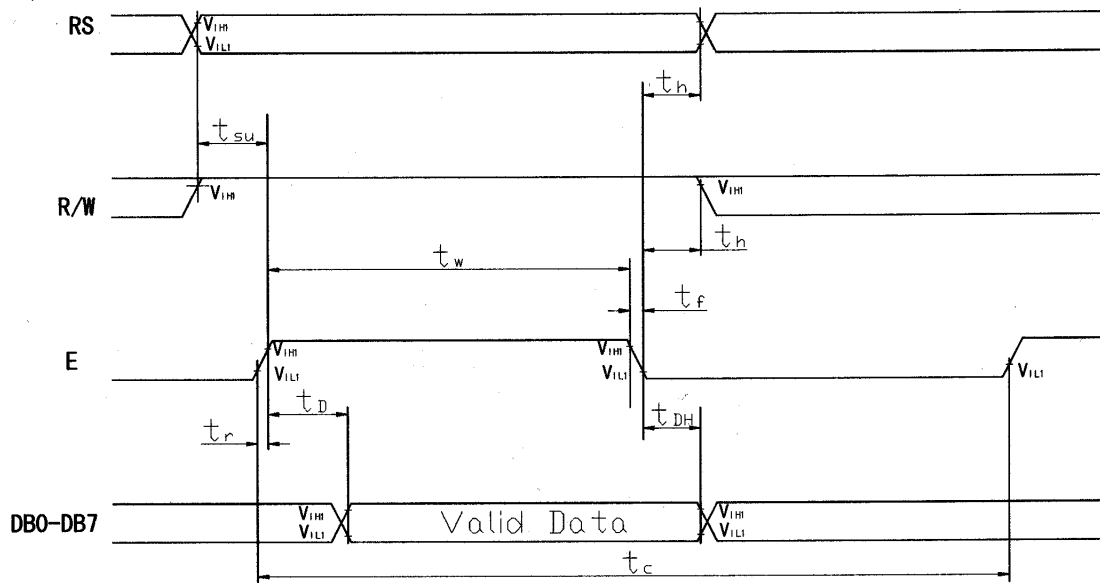 RS
VIH1
VIL1
th
tsu
R/W
VIH1
VIH1
th
tw
tf
E
VIH1
VIL1
VIH1
VIL1
VIL1
tD
tr
tDH
DB0-DB7
VIH1
VIL1
Valid Data
VIH1
VIL1
tc